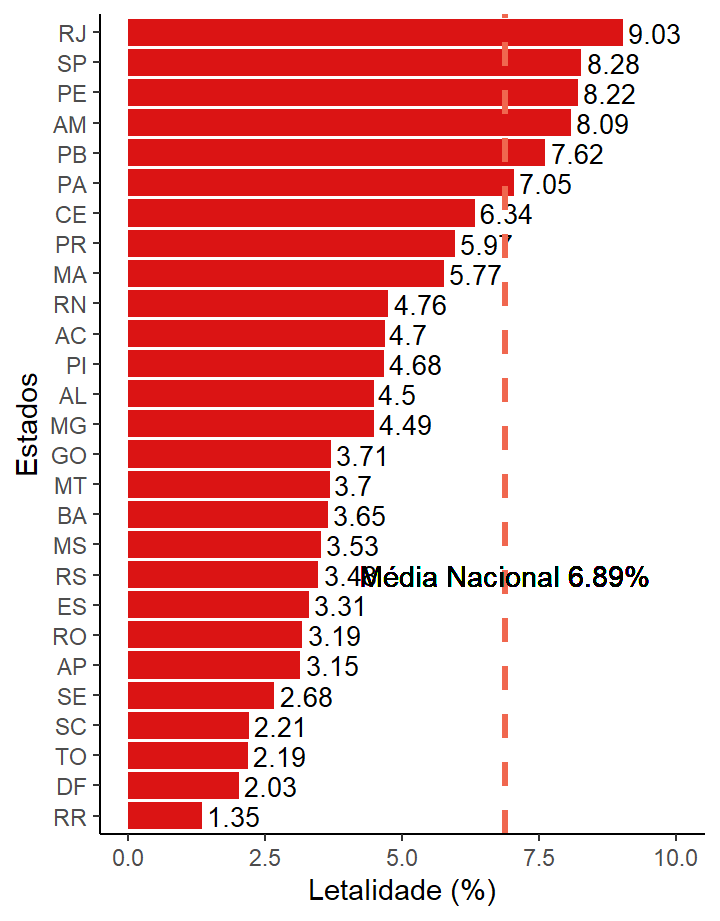 RJ 9.03
SP 8.28
PE 8.22
AM 8.09
PB 7.62
PA 7.05
CE 6.34
PR 5.97
MA 5.77
RN 4.76
AC 4.7
PI 4.68
AL 4.5
MG 4.49
GO 3.71
MT 3.7
BA 3.65
MS 3.53
RS Média Nacional 6.89%
ES 3.31
RO 3.19
AP 3.15
SE 2.68
SC 2.21
TO 2.19
DF 2.03
RR 1.35
Estados
0.0 2.5 5.0 7.5 10.0
Letalidade (%)